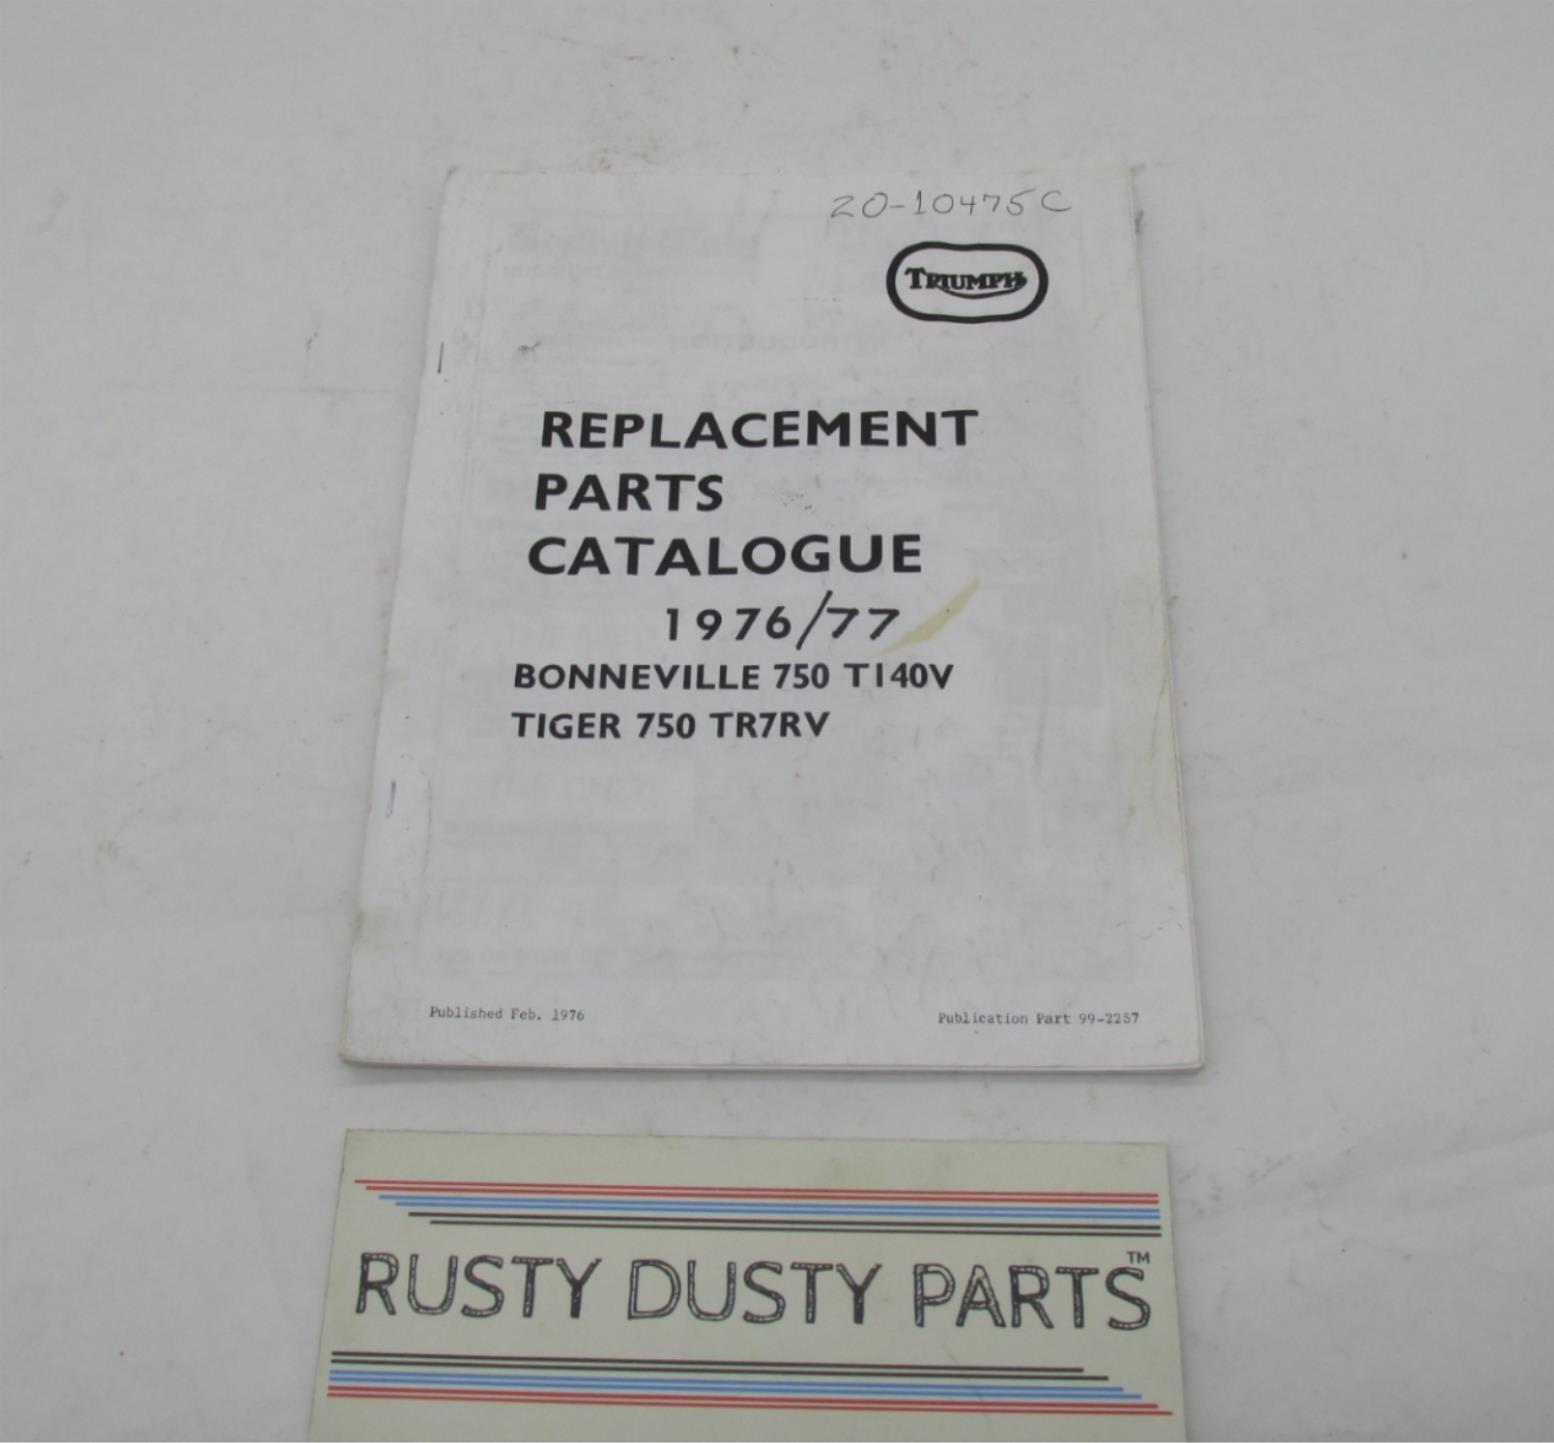 20-10475C
TRIUMPH
REPLACEMENT
PARTS
CATALOGUE
1976/77
BONNEVILLE 750 T140V
TIGER 750 TR7RV
Published Feb. 1976
Publication Part 99-2257
RUSTY DUSTY PARTS™